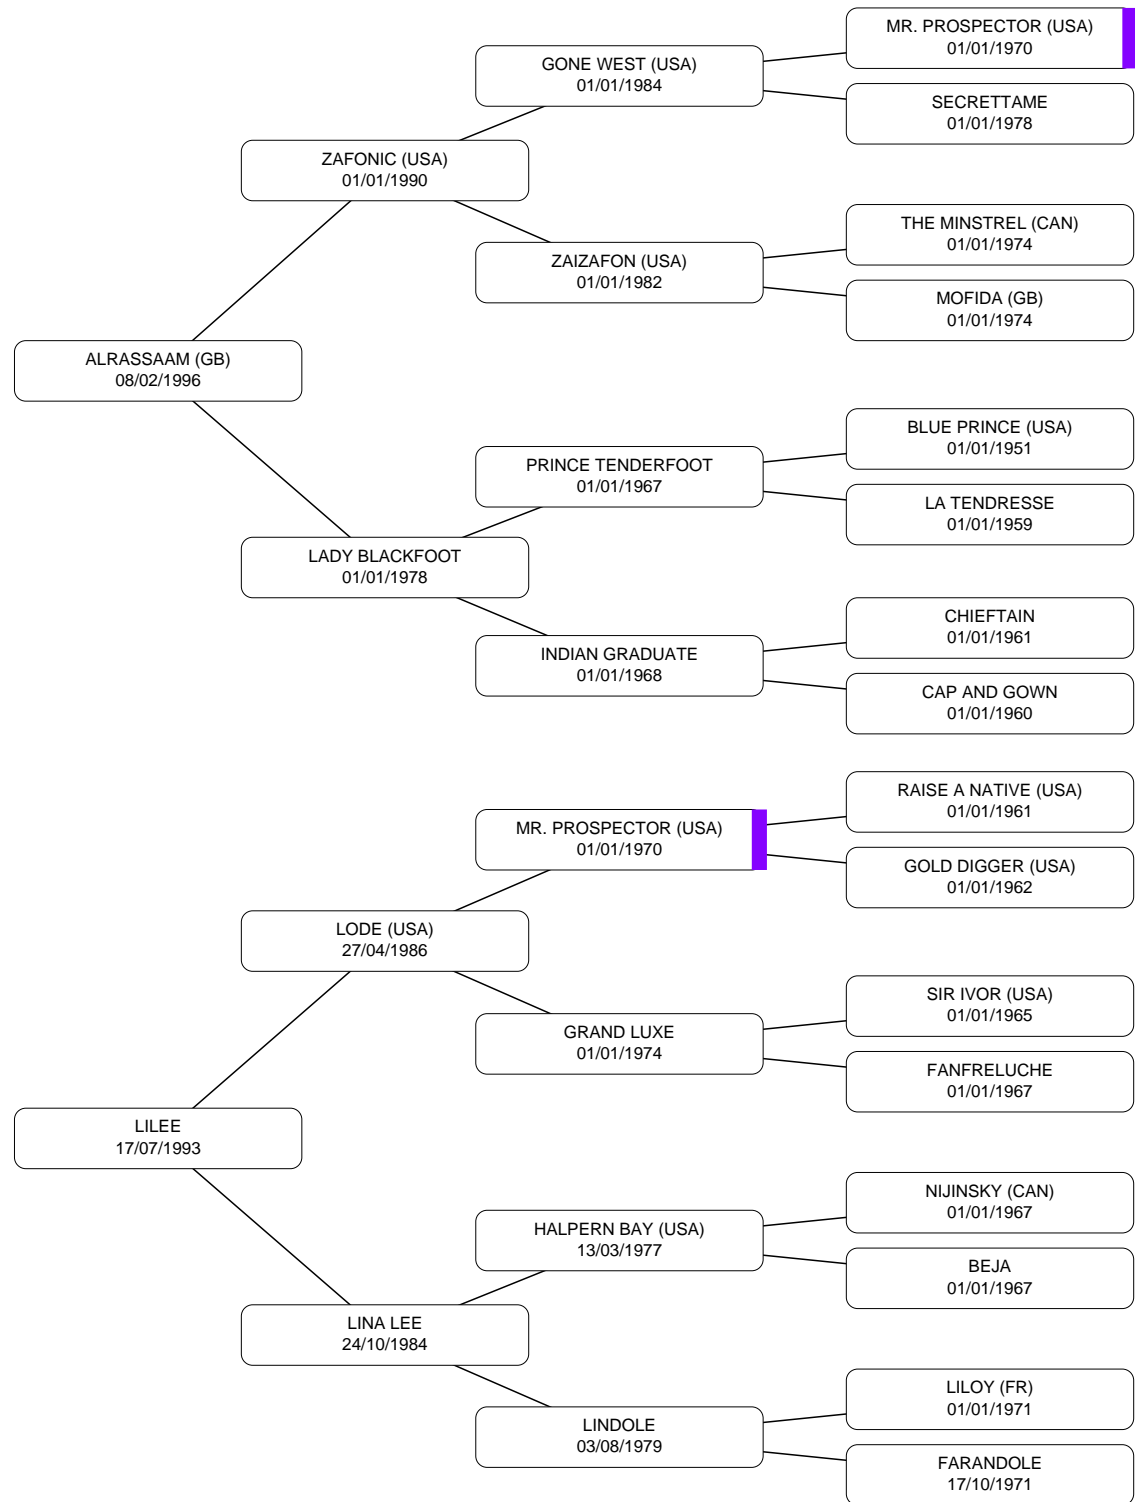 MR. PROSPECTOR (USA)
01/01/1970
GONE WEST (USA)
01/01/1984
SECRETTAME
01/01/1978
ZAFONIC (USA)
01/01/1990
THE MINSTREL (CAN)
01/01/1974
ZAIZAFON (USA)
01/01/1982
MOFIDA (GB)
01/01/1974
ALRASSAAM (GB)
08/02/1996
BLUE PRINCE (USA)
01/01/1951
PRINCE TENDERFOOT
01/01/1967
LA TENDRESSE
01/01/1959
LADY BLACKFOOT
01/01/1978
CHIEFTAIN
01/01/1961
INDIAN GRADUATE
01/01/1968
CAP AND GOWN
01/01/1960
RAISE A NATIVE (USA)
01/01/1961
MR. PROSPECTOR (USA)
01/01/1970
GOLD DIGGER (USA)
01/01/1962
LODE (USA)
27/04/1986
SIR IVOR (USA)
01/01/1965
GRAND LUXE
01/01/1974
FANFRELUCHE
01/01/1967
LILEE
17/07/1993
NIJINSKY (CAN)
01/01/1967
HALPERN BAY (USA)
13/03/1977
BEJA
01/01/1967
LINA LEE
24/10/1984
LILOY (FR)
01/01/1971
LINDOLE
03/08/1979
FARANDOLE
17/10/1971